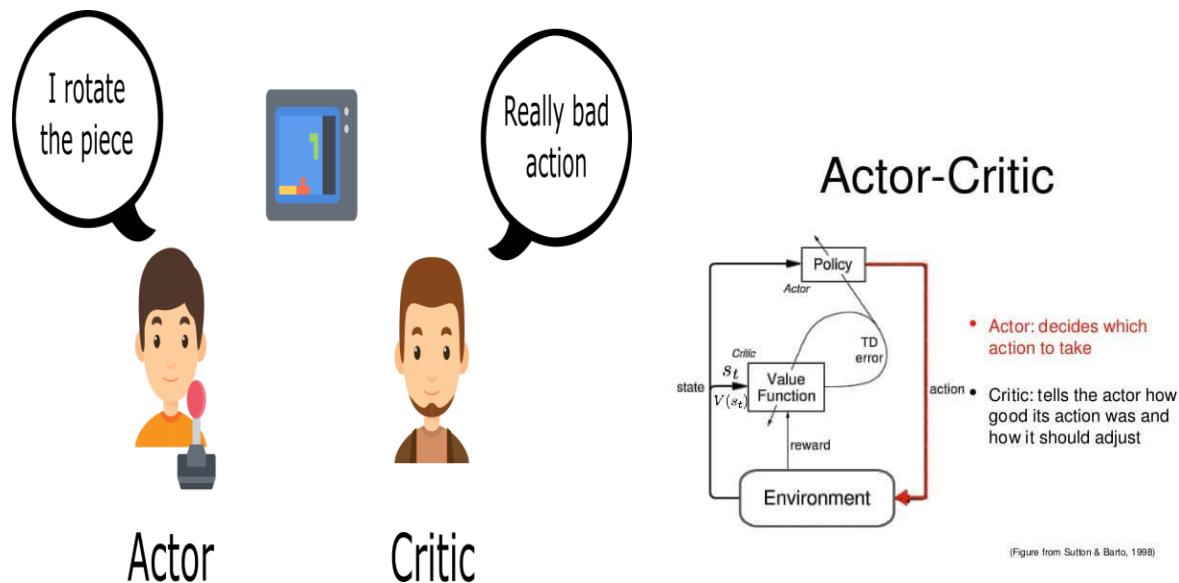 I rotate
the piece
Really bad
action
Actor
Critic
Actor-Critic
Policy
Actor
TD
error
Critic
s_t
state
Value
Function
V(s_t)
action
reward
Environment
• Actor: decides which
action to take
• Critic: tells the actor how
good its action was and
how it should adjust
(Figure from Sutton & Barto, 1998)